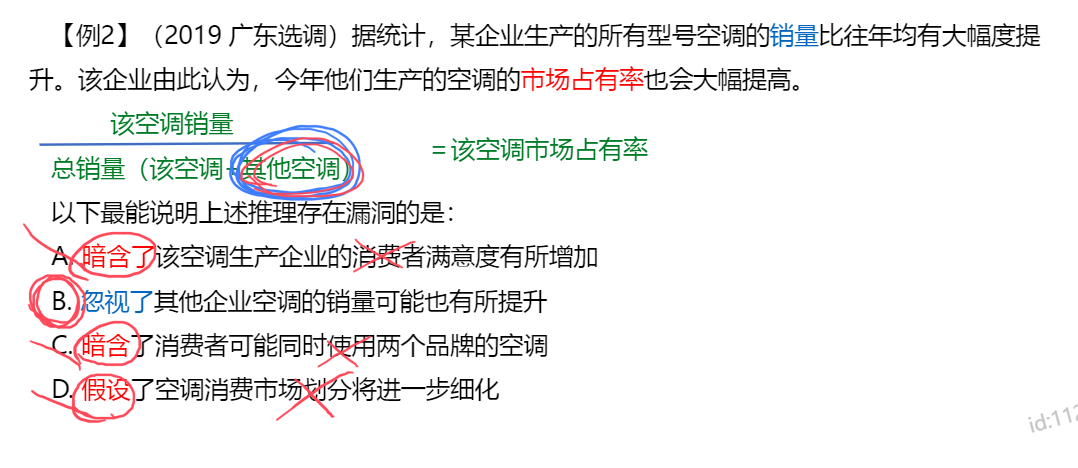 【例2】（2019 广东选调）据统计，某企业生产的所有型号空调的销量比往年均有大幅度提
升。该企业由此认为，今年他们生产的空调的市场占有率也会大幅提高。
该空调销量
总销量（该空调+其他空调）
=该空调市场占有率
以下最能说明上述推理存在漏洞的是：
A. 暗含了该空调生产企业的消费者满意度有所增加
B. 忽视了其他企业空调的销量可能也有所提升
C. 暗含了消费者可能同时使用两个品牌的空调
D. 假设了空调消费市场划分将进一步细化
id:112